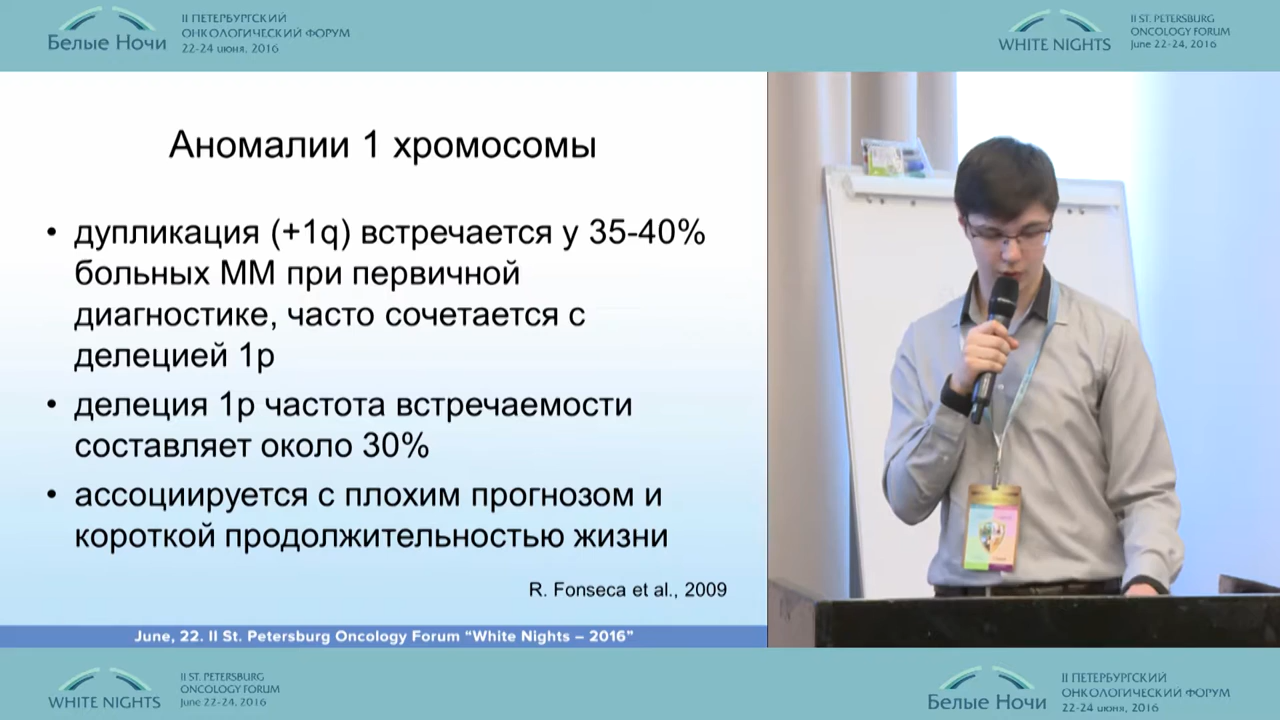 Белые Ночи
II ПЕТЕРБУРГСКИЙ
ОНКОЛОГИЧЕСКИЙ ФОРУМ
22-24 июня, 2016
WHITE NIGHTS
II ST. PETERSBURG
ONCOLOGY FORUM
June 22-24, 2016
Аномалии 1 хромосомы
• дупликация (+1q) встречается у 35-40%
больных ММ при первичной
диагностике, часто сочетается с
делецией 1р
• делеция 1р частота встречаемости
составляет около 30%
• ассоциируется с плохим прогнозом и
короткой продолжительностью жизни
R. Fonseca et al., 2009
June, 22. II St. Petersburg Oncology Forum “White Nights – 2016”
WHITE NIGHTS
II ST. PETERSBURG
ONCOLOGY FORUM
June 22-24, 2016
Белые Ночи
II ПЕТЕРБУРГСКИЙ
ОНКОЛОГИЧЕСКИЙ ФОРУМ
22-24 июня, 2016